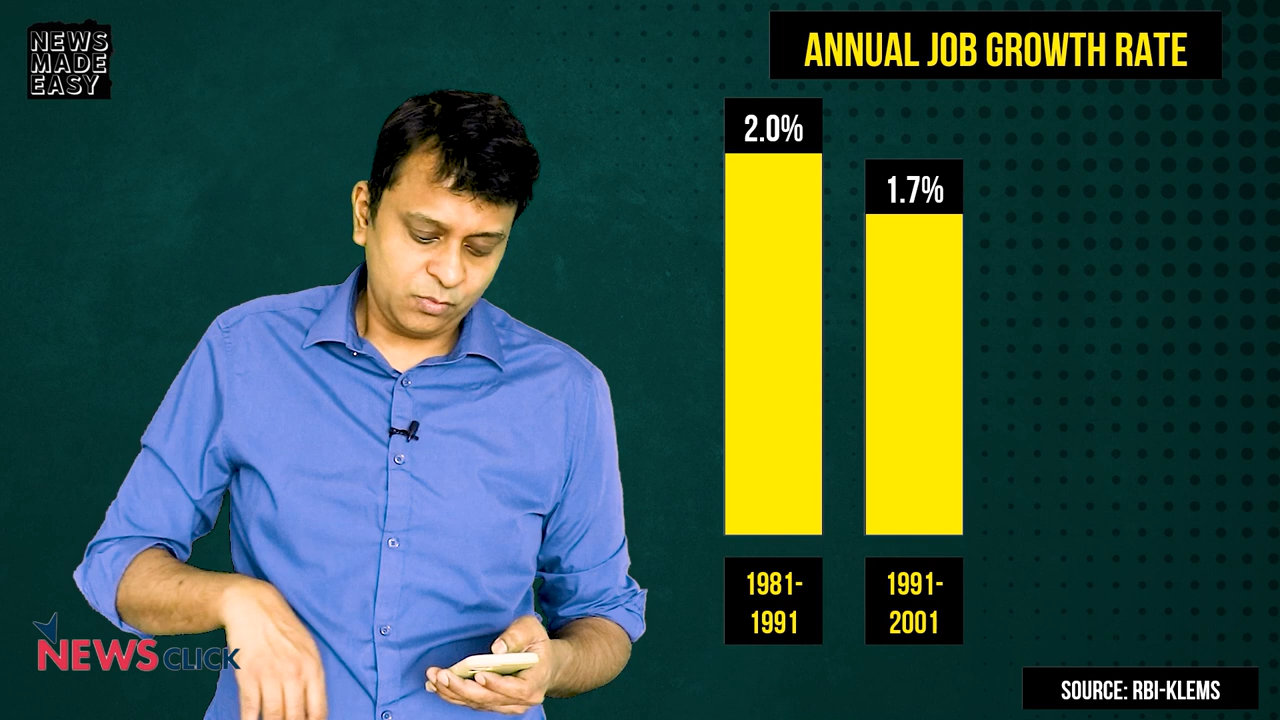 NEWS
MADE
EASY
ANNUAL JOB GROWTH RATE
2.0%
1.7%
1981-
1991
1991-
2001
NEWSCLICK
SOURCE: RBI-KLEMS